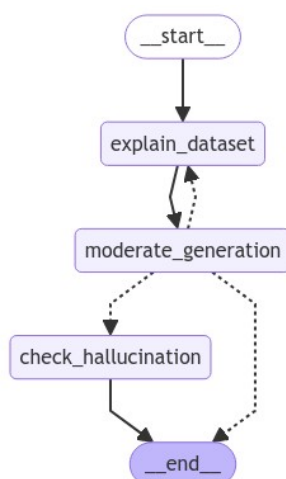 __start__
explain_dataset
moderate_generation
check_hallucination
__end__